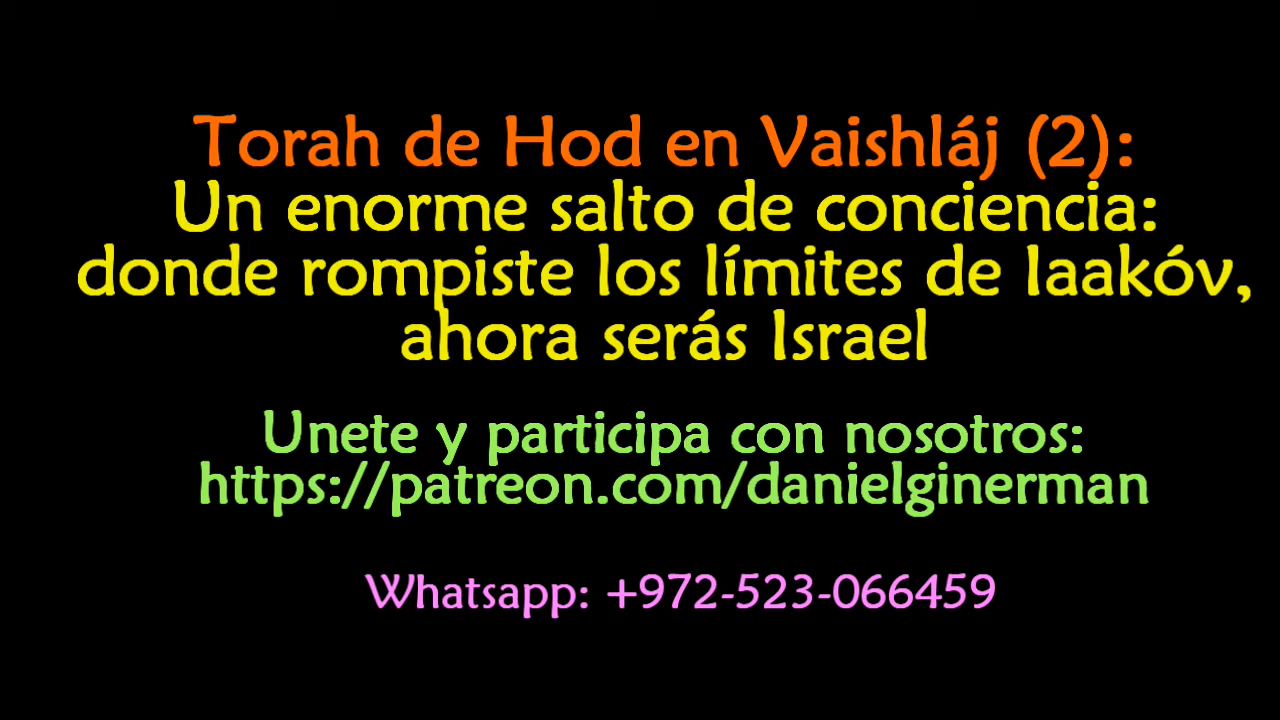 Torah de Hod en Vaishláj (2):
Un enorme salto de conciencia:
donde rompiste los límites de Iaakóv,
ahora serás Israel
Unete y participa con nosotros:
https://patreon.com/danielginerman
Whatsapp: +972-523-066459